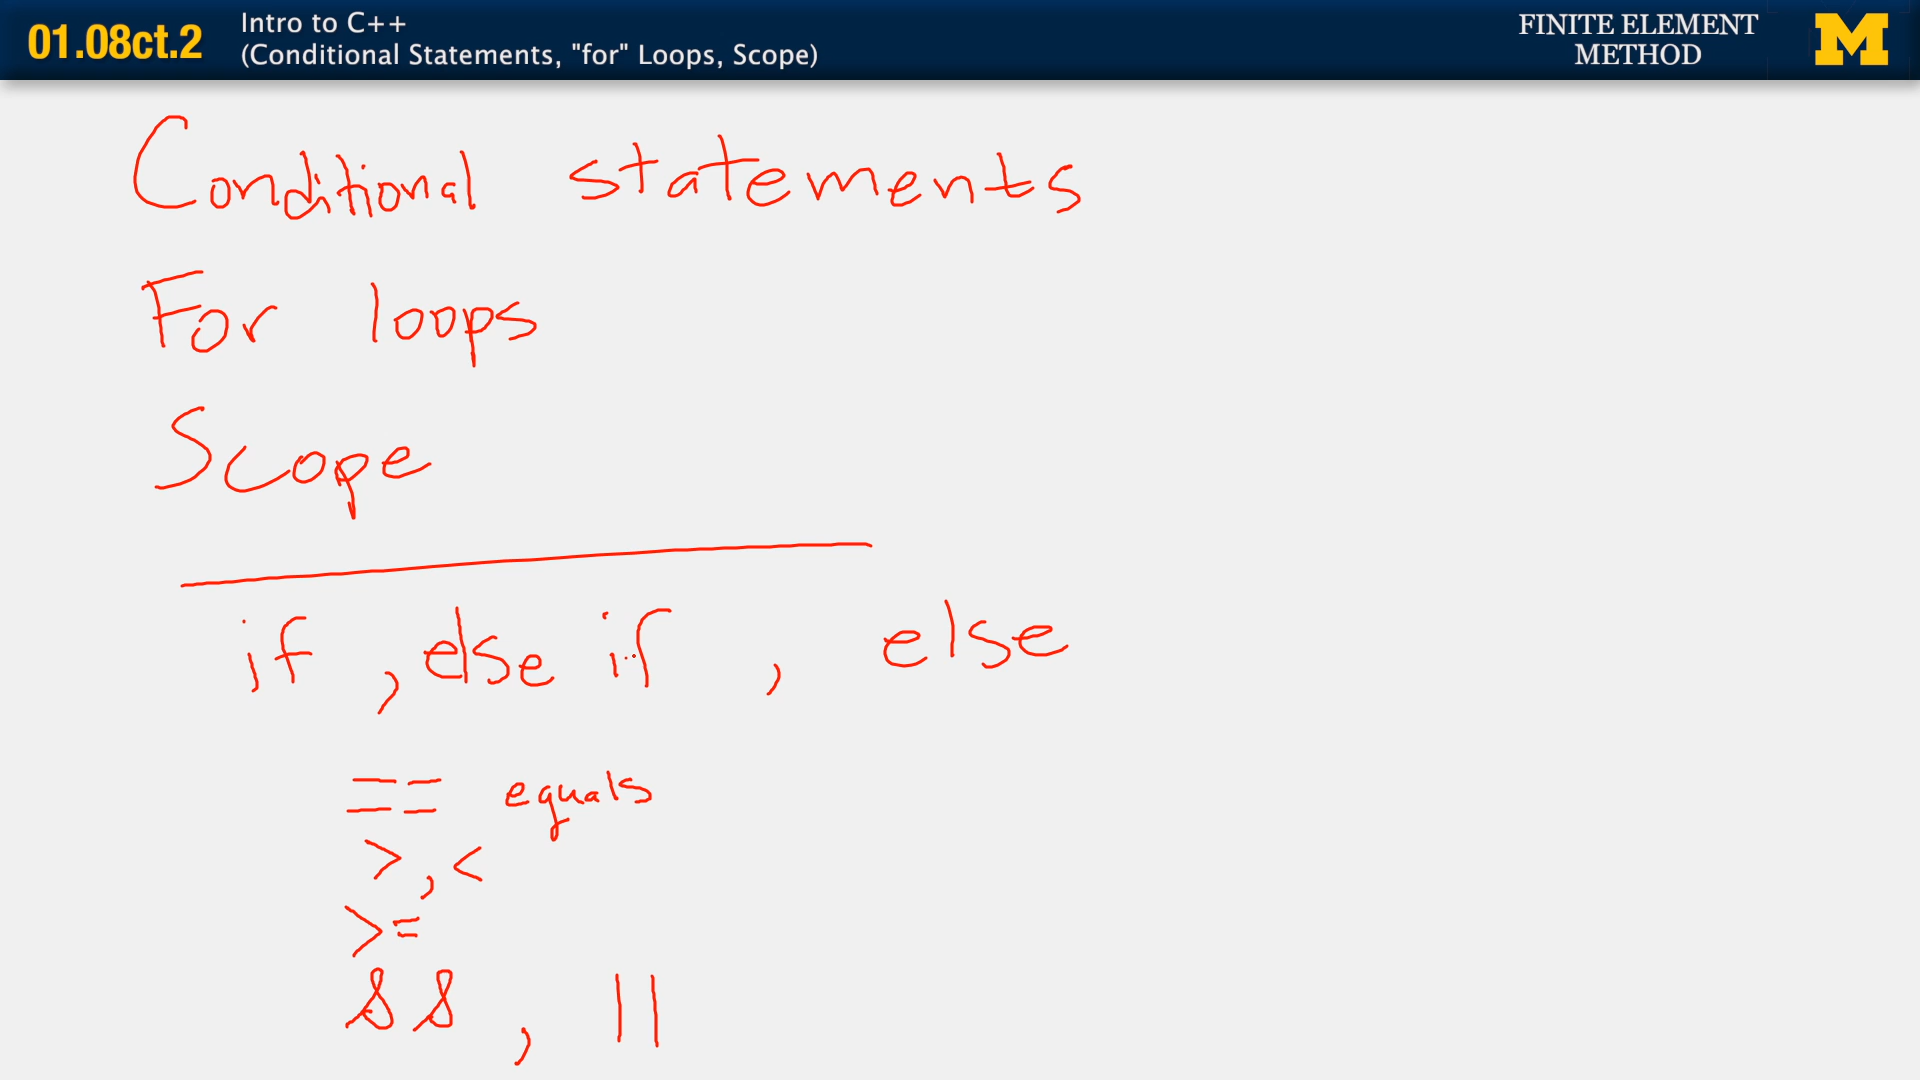 01.08ct.2
Intro to C++
(Conditional Statements, "for" Loops, Scope)
FINITE ELEMENT
METHOD
M
Conditional statements
For loops
Scope
if , else if , else
== equals
> , <
>=
&& , ||